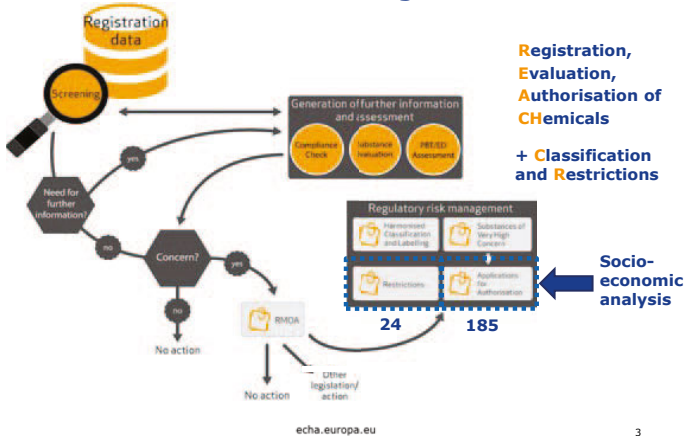 Registration
data
Screening
Generation of further information
and assessment
Compliance
Check
Substance
Evaluation
PBT/ED
Assessment
Registration,
Evaluation,
Authorisation of
CHemicals
+ Classification
and Restrictions
yes
Need for
further
information?
no
Concern?
yes
no
No action
RMOA
No action
Other
legislation/
action
Regulatory risk management
Harmonised
Classification
and Labelling
Substances of
Very High
Concern
Restrictions
Applications
for
Authorisation
24
185
Socio-
economic
analysis
echa.europa.eu
3